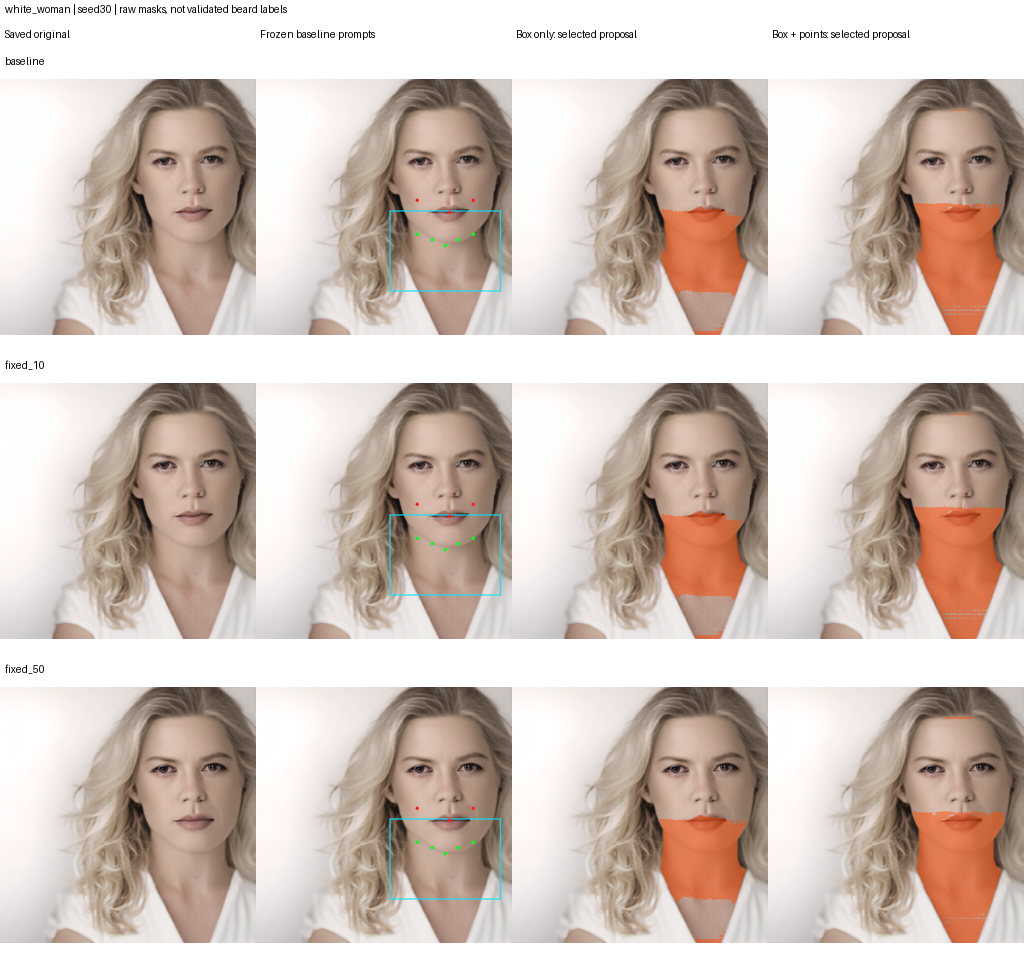 white_woman | seed30 | raw masks, not validated beard labels
Saved original
Frozen baseline prompts
Box only: selected proposal
Box + points: selected proposal
baseline
fixed_10
fixed_50